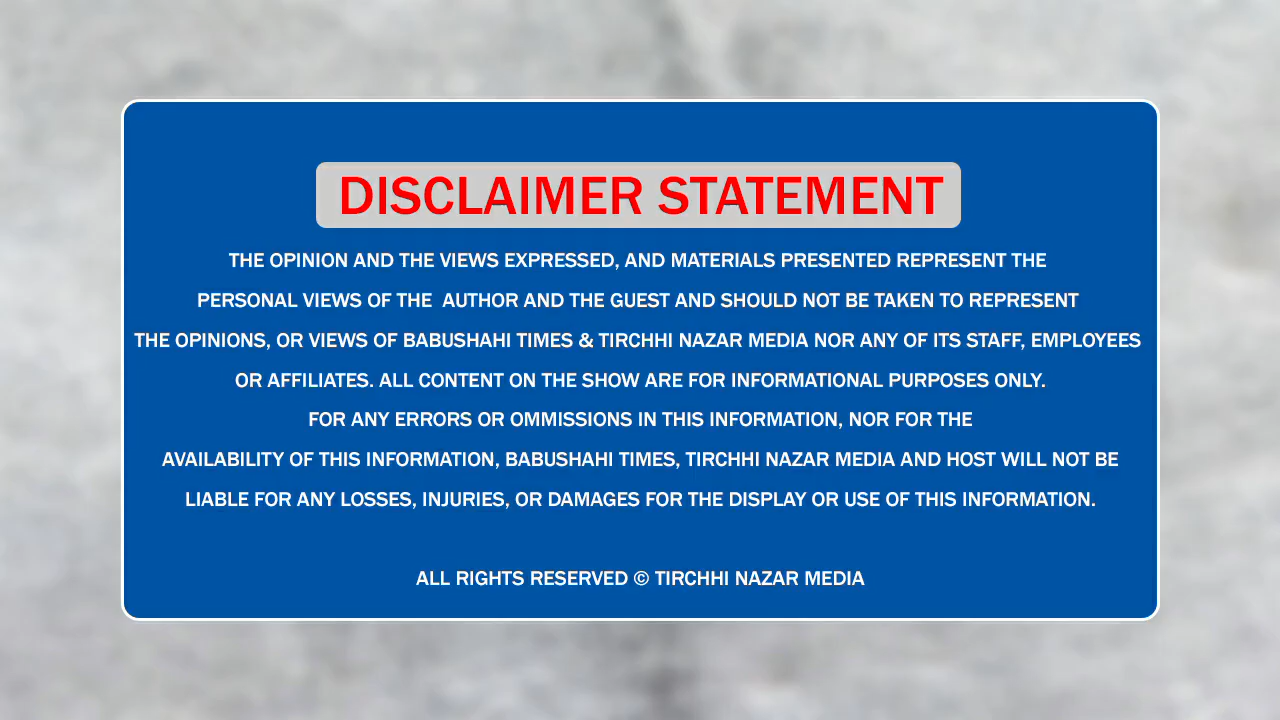 DISCLAIMER STATEMENT
THE OPINION AND THE VIEWS EXPRESSED, AND MATERIALS PRESENTED REPRESENT THE
PERSONAL VIEWS OF THE  AUTHOR AND THE GUEST AND SHOULD NOT BE TAKEN TO REPRESENT
THE OPINIONS, OR VIEWS OF BABUSHAHI TIMES & TIRCHHI NAZAR MEDIA NOR ANY OF ITS STAFF, EMPLOYEES
OR AFFILIATES. ALL CONTENT ON THE SHOW ARE FOR INFORMATIONAL PURPOSES ONLY.
FOR ANY ERRORS OR OMMISSIONS IN THIS INFORMATION, NOR FOR THE
AVAILABILITY OF THIS INFORMATION, BABUSHAHI TIMES, TIRCHHI NAZAR MEDIA AND HOST WILL NOT BE
LIABLE FOR ANY LOSSES, INJURIES, OR DAMAGES FOR THE DISPLAY OR USE OF THIS INFORMATION.
ALL RIGHTS RESERVED © TIRCHHI NAZAR MEDIA